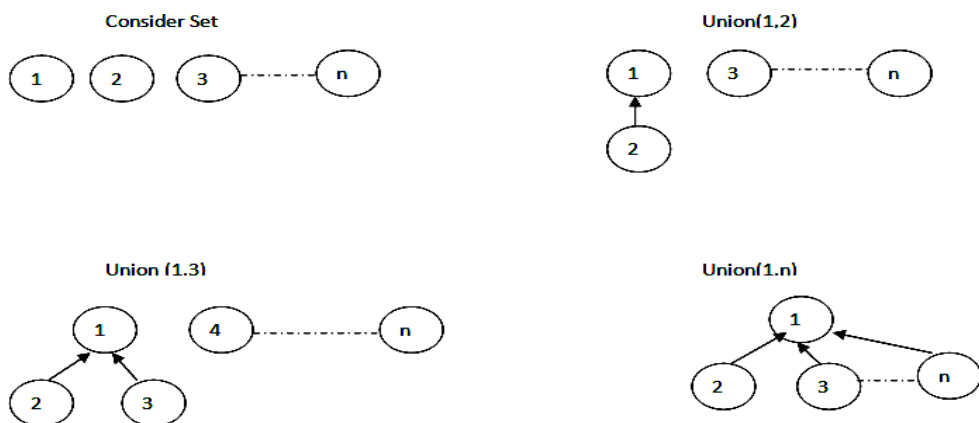 Consider Set
Union(1,2)
1 2 3 n
1 3 n
2
Union (1.3)
Union(1.n)
1 4 n
1
2 3
2 3 n